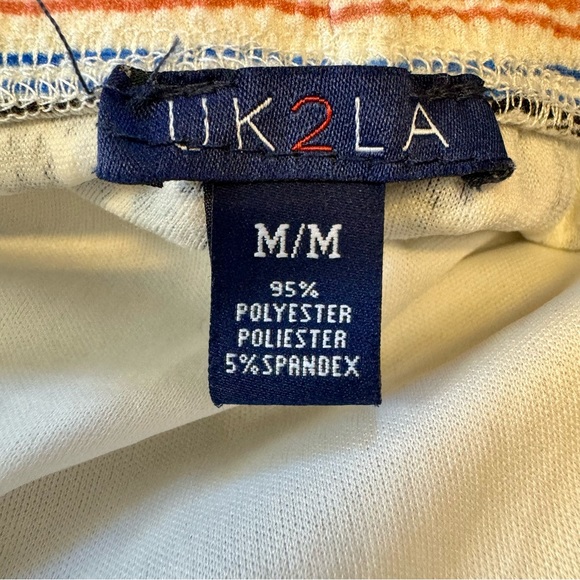 UK2LA
M/M
95%
POLYESTER
POLIESTER
5%SPANDEX